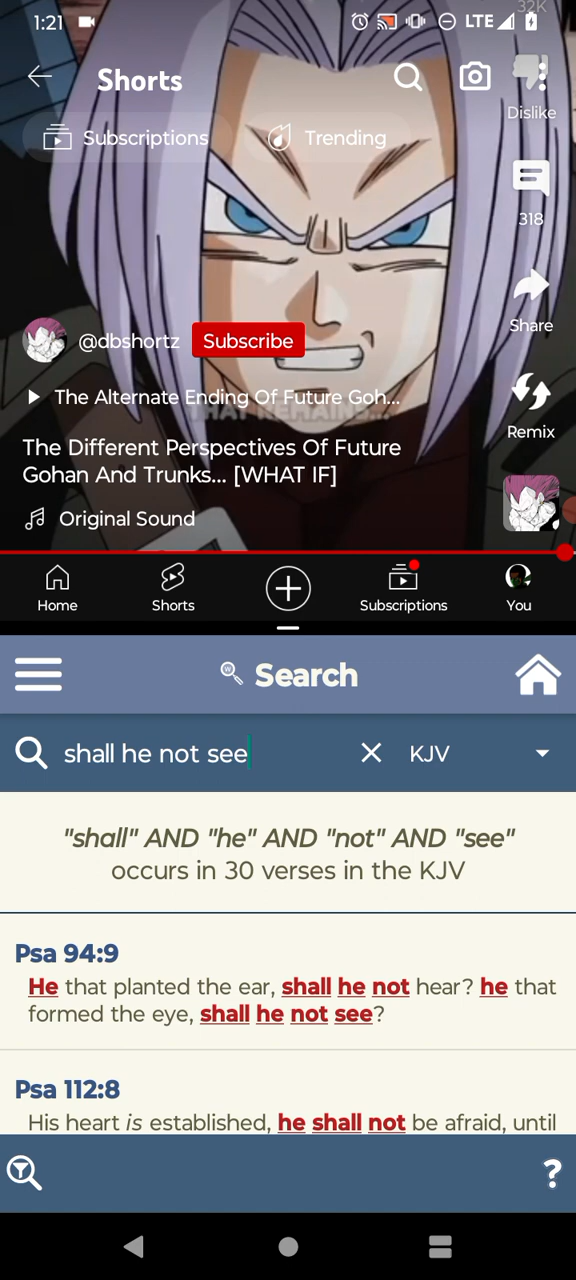 32K
1:21
LTE
Shorts
Dislike
Subscriptions
Trending
318
Share
@dbshortz
Subscribe
The Alternate Ending Of Future Goh...
THAT REMAINS...
Remix
The Different Perspectives Of Future
Gohan And Trunks... [WHAT IF]
Original Sound
Home
Shorts
Subscriptions
You
W
Search
shall he not see
KJV
"shall" AND "he" AND "not" AND "see"
occurs in 30 verses in the KJV
Psa 94:9
He that planted the ear, shall he not hear? he that
formed the eye, shall he not see?
Psa 112:8
His heart is established, he shall not be afraid, until
?